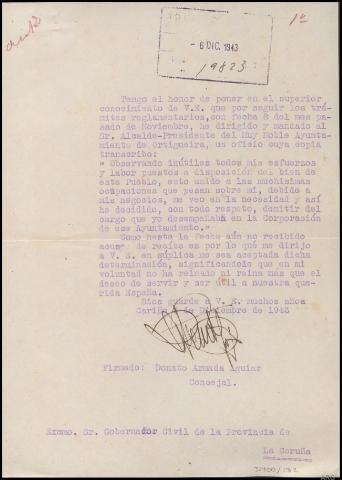 1º
- 6 DIC. 1943
19823
Tengo el honor de poner en el superior
conocimiento de V.E. que por seguir los trá-
mites reglamentarios, con fecha 8 del mes pa-
sado de Noviembre, he dirigido y mandado al
Sr. Alcalde-Presidente del Muy Noble Ayunta-
miento de Ortigueira, un oficio cuya copia
transcribo:
" Observando inútiles todos mis esfuerzos
y labor puestos a disposición del bien de
este Pueblo, esto unido a las muchísimas
ocupaciones que pesan sobre mi, debido a
mis negocios, me veo en la necesidad y así
he decidido, con todo respeto, dimitir del
cargo que yo desempeñaba en la Corporación
de ese Ayuntamiento."
Como hasta la fecha aún no recibido
acuse de recibo es por lo que me dirijo
a V. E. en súplica me sea aceptada dicha
determinación, significandole que en mi
voluntad no ha reinado ni reina más que el
deseo de servir y ser útil a nuestra que-
rida España.
Dios guarde a V. E. muchos años
Cariño de Diciembre de 1943
Firmado: Donato Armada Aguiar
Concejal.
Excmo. Sr. Gobernador Civil de la Provincia de
La Coruña